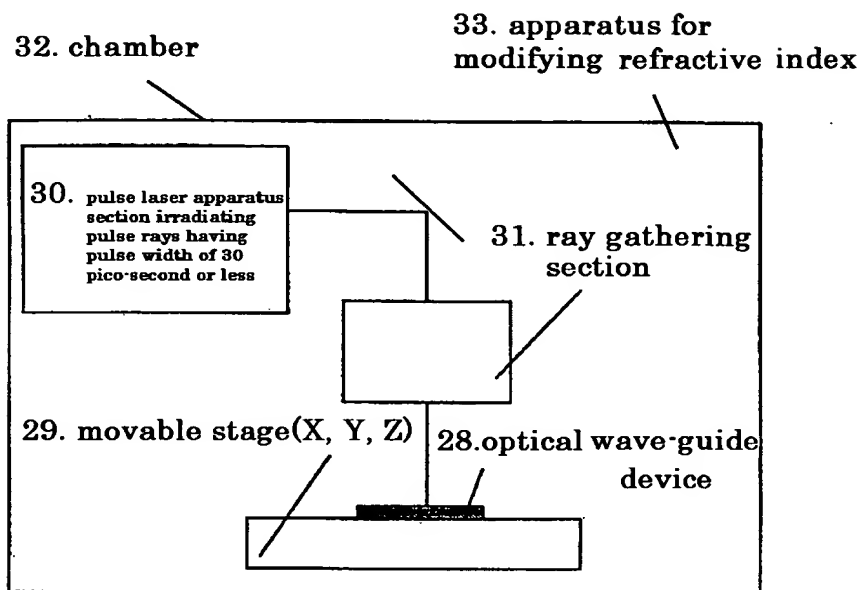 32. chamber
33. apparatus for
modifying refractive index
30. pulse laser apparatus
section irradiating
pulse rays having
pulse width of 30
pico-second or less
31. ray gathering
section
29. movable stage(X, Y, Z)
28.optical wave-guide
device